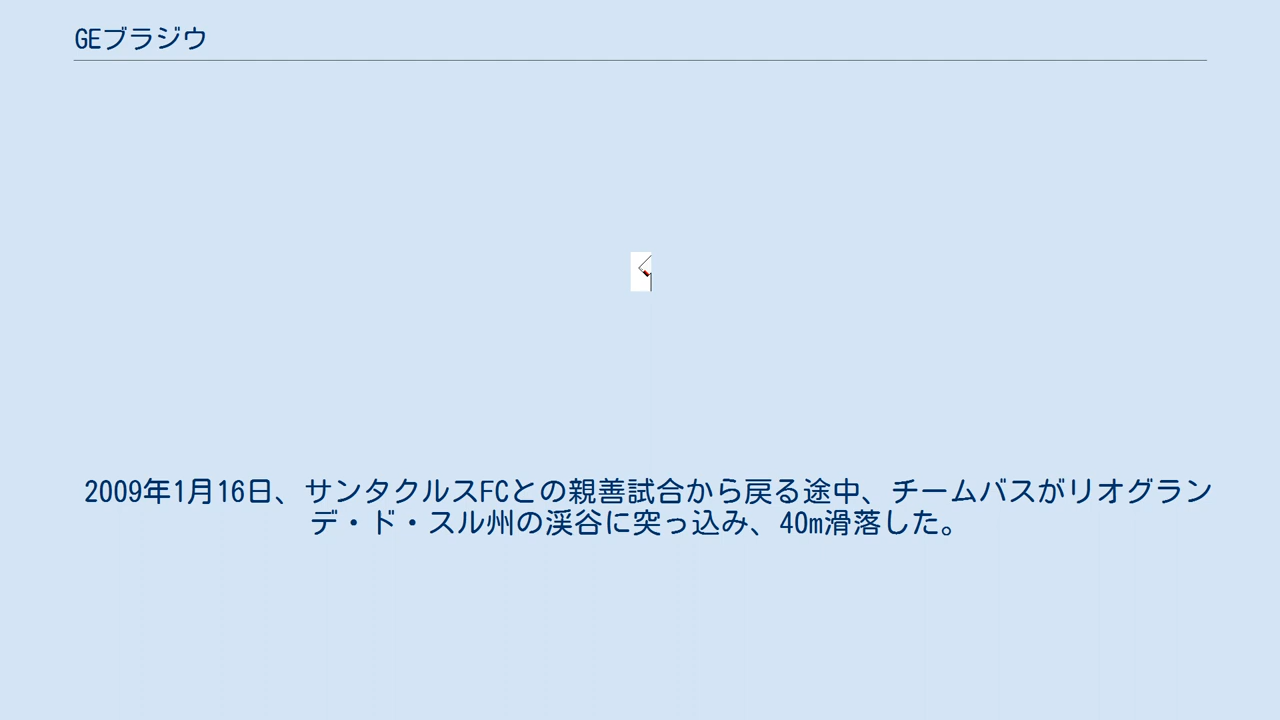 GEブラジウ
2009年1月16日、サンタクルスFCとの親善試合から戻る途中、チームバスがリオグラン
デ・ド・スル州の渓谷に突っ込み、40m滑落した。